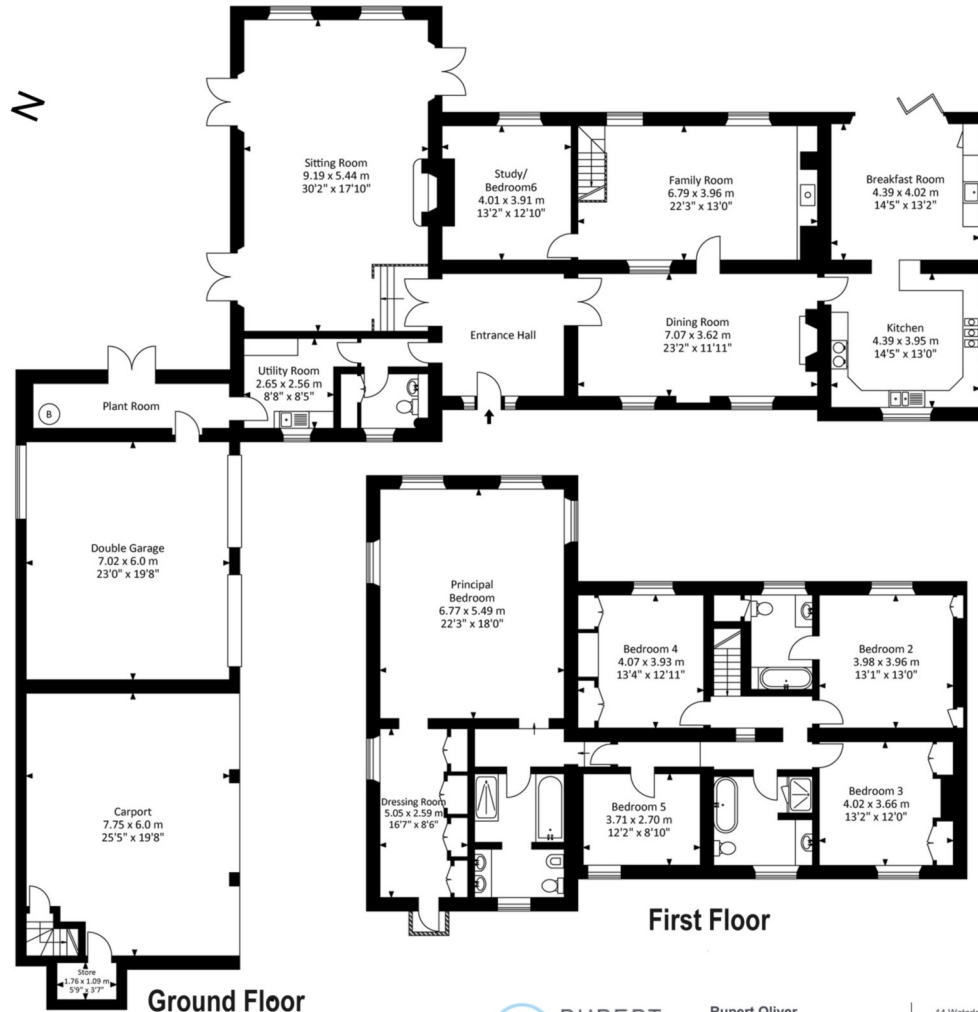 N
Sitting Room
9.19 x 5.44 m
30'2" x 17'10"
Study/
Bedroom6
4.01 x 3.91 m
13'2" x 12'10"
Family Room
6.79 x 3.96 m
22'3" x 13'0"
Breakfast Room
4.39 x 4.02 m
14'5" x 13'2"
Entrance Hall
Dining Room
7.07 x 3.62 m
23'2" x 11'11"
Kitchen
4.39 x 3.95 m
14'5" x 13'0"
Utility Room
2.65 x 2.56 m
8'8" x 8'5"
B
Plant Room
Double Garage
7.02 x 6.0 m
23'0" x 19'8"
Carport
7.75 x 6.0 m
25'5" x 19'8"
Store
1.76 x 1.09 m
5'9" x 3'7"
Ground Floor
Principal
Bedroom
6.77 x 5.49 m
22'3" x 18'0"
Bedroom 4
4.07 x 3.93 m
13'4" x 12'11"
Bedroom 2
3.98 x 3.96 m
13'1" x 13'0"
Dressing Room
5.05 x 2.59 m
16'7" x 8'6"
Bedroom 5
3.71 x 2.70 m
12'2" x 8'10"
Bedroom 3
4.02 x 3.66 m
13'2" x 12'0"
First Floor
RUPERT
Rupert Oliver